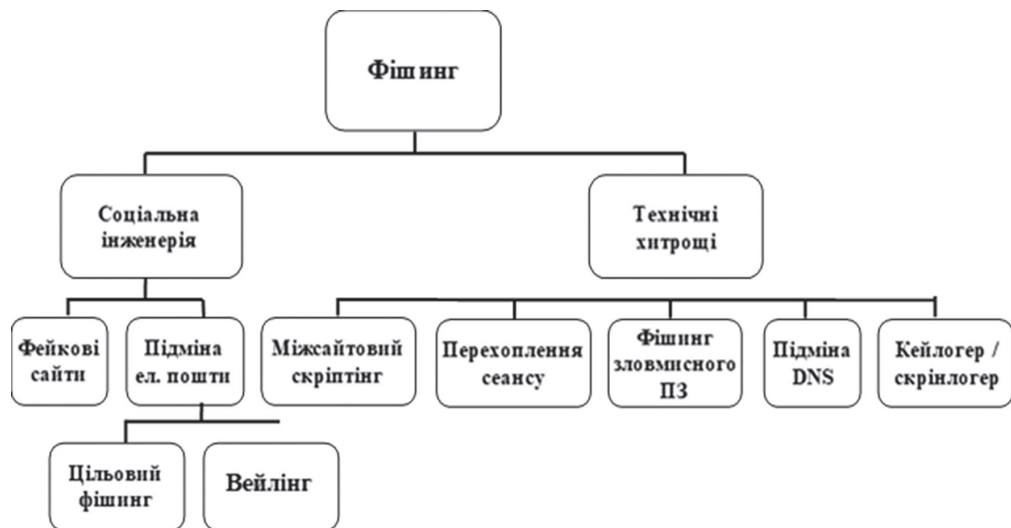 Фішинг
Соціальна
інженерія
Технічні
хитрощі
Фейкові
сайти
Підміна
ел. пошти
Міжсайтовий
скріптінг
Перехоплення
сеансу
Фішинг
зловмисного
ПЗ
Підміна
DNS
Кейлогер /
скрінлогер
Цільовий
фішинг
Вейлінг